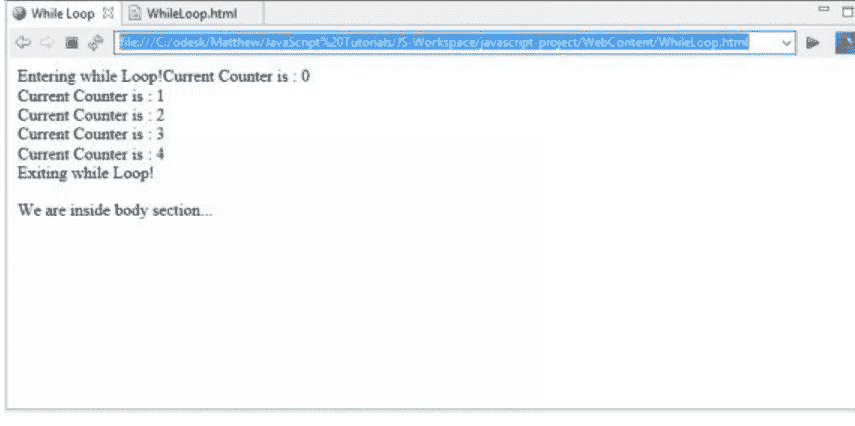 While Loop
WhileLoop.html
file:///C:/odesk/Matthew/JavaScript%20Tutorials/JS-Workspace/javascript-project/WebContent/WhileLoop.html
Entering while Loop!Current Counter is : 0
Current Counter is : 1
Current Counter is : 2
Current Counter is : 3
Current Counter is : 4
Exiting while Loop!
We are inside body section...